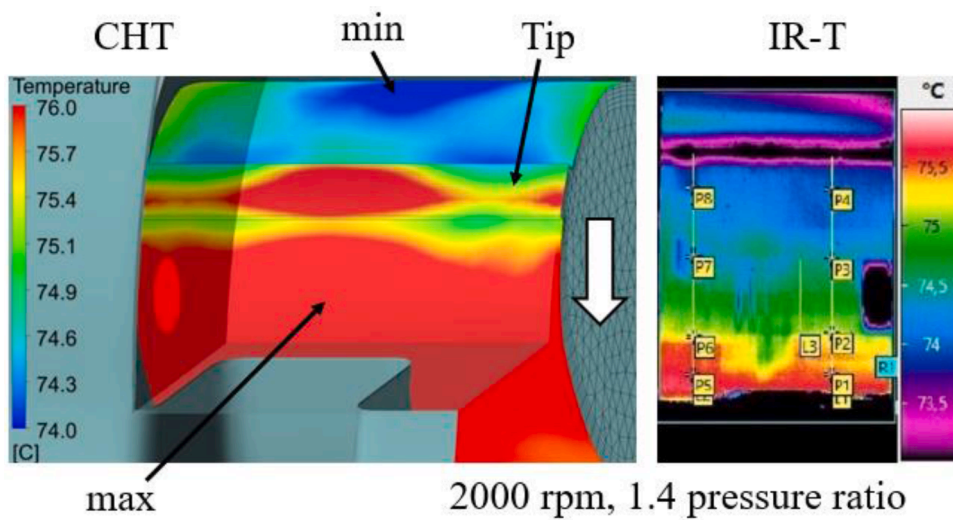 CHT
min
Tip
IR-T
Temperature
76.0
75.7
75.4
75.1
74.9
74.6
74.3
74.0
[C]
°C
75,5
75
74,5
74
73,5
P8
P4
P7
P3
P6
L3
P2
P5
P1
L1
max
2000 rpm, 1.4 pressure ratio